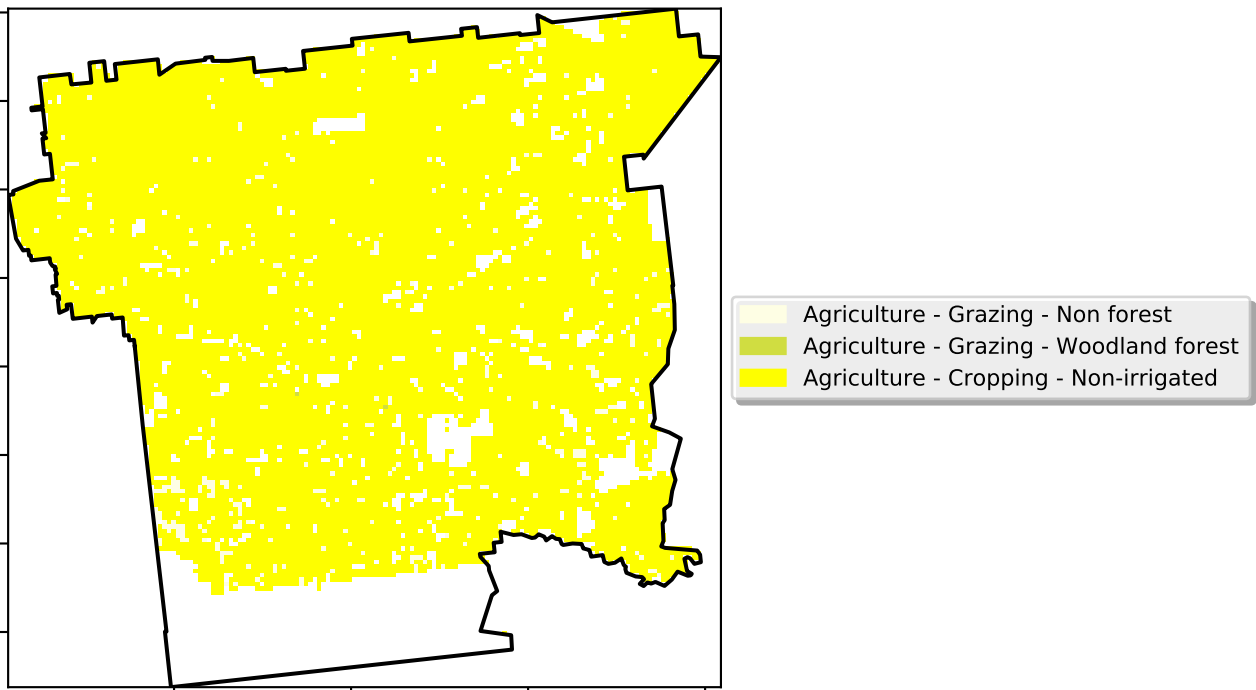 Agriculture - Grazing - Non forest
Agriculture - Grazing - Woodland forest
Agriculture - Cropping - Non-irrigated